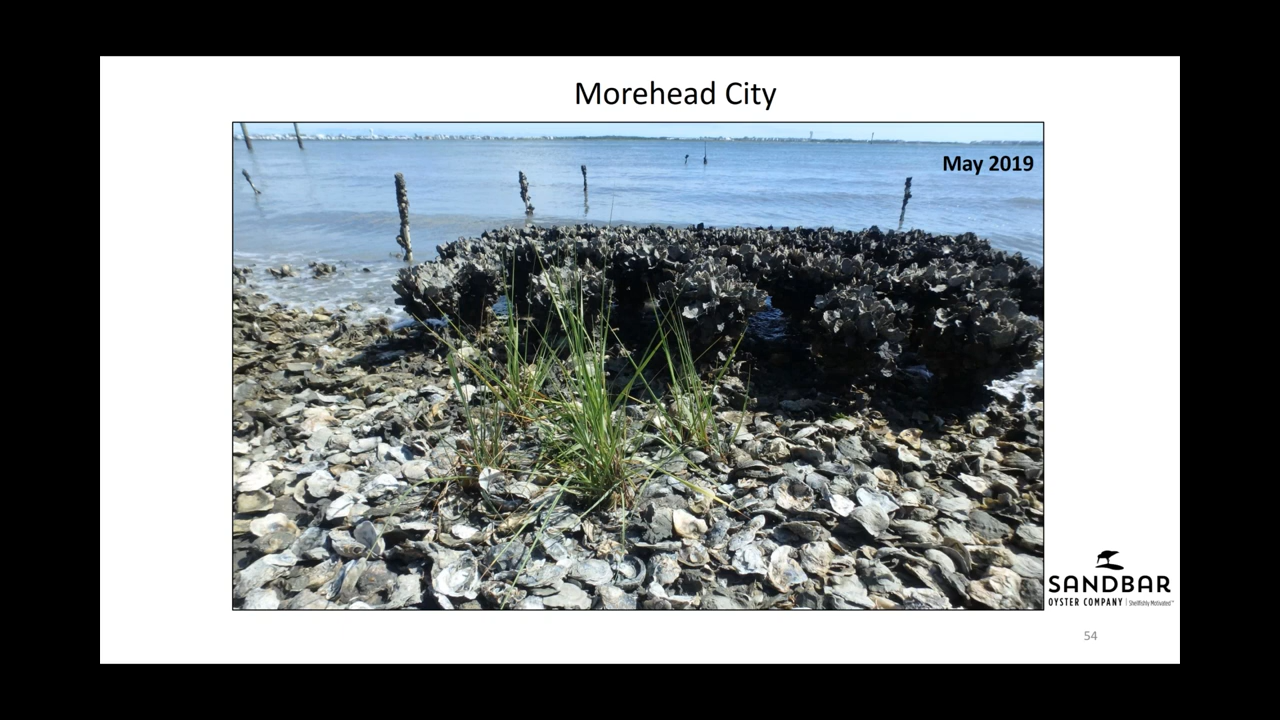 Morehead City
May 2019
SANDBAR
OYSTER COMPANY | Shellfishly Motivated™
54